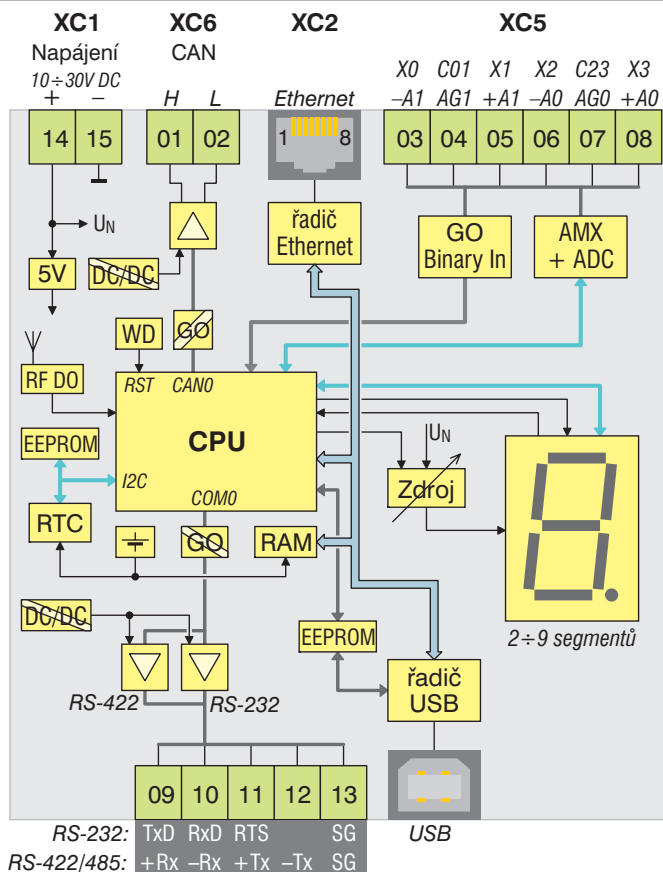 XC1 XC6 XC2 XC5
Napájení CAN
10÷30V DC
X0 C01 X1 X2 C23 X3
+ − H L Ethernet −A1 AG1 +A1 −A0 AG0 +A0
14 15 01 02 1 8 03 04 05 06 07 08
UN
řadič
Ethernet
GO
Binary In
AMX
+ ADC
5V DC/DC
WD GO
RF DO
RST CAN0
EEPROM
CPU
UN
I2C
Zdroj
COM0
RTC GO RAM
DC/DC
EEPROM
2÷9 segmentů
řadič
USB
RS-422 RS-232
09 10 11 12 13
RS-232: TxD RxD RTS SG USB
RS-422/485: +Rx −Rx +Tx −Tx SG